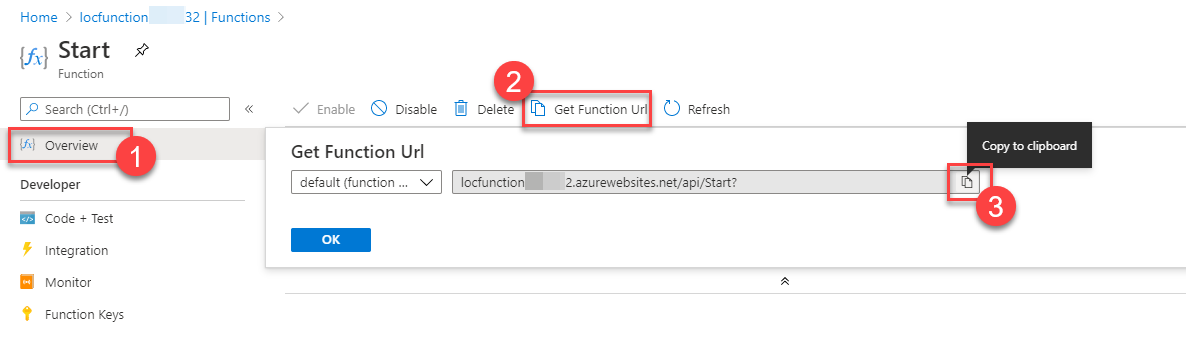 Home > locfunction 32 | Functions >
{fx} Start
Function
Search (Ctrl+/) «
Enable Disable Delete Get Function Url Refresh
2
{fx} Overview
1
Copy to clipboard
Get Function Url
default (function ... locfunction 2.azurewebsites.net/api/Start?
3
OK
Developer
Code + Test
Integration
Monitor
Function Keys